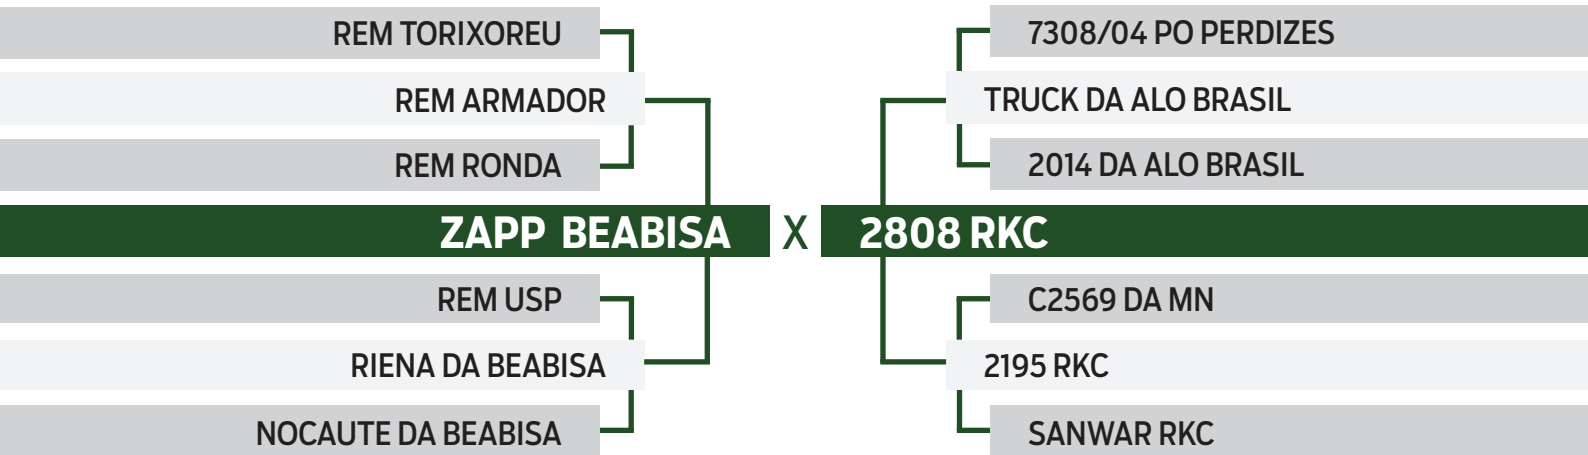 REM TORIXOREU
REM ARMADOR
REM RONDA
ZAPP BEABISA
REM USP
RIENA DA BEABISA
NOCAUTE DA BEABISA
X
7308/04 PO PERDIZES
TRUCK DA ALO BRASIL
2014 DA ALO BRASIL
2808 RKC
C2569 DA MN
2195 RKC
SANWAR RKC